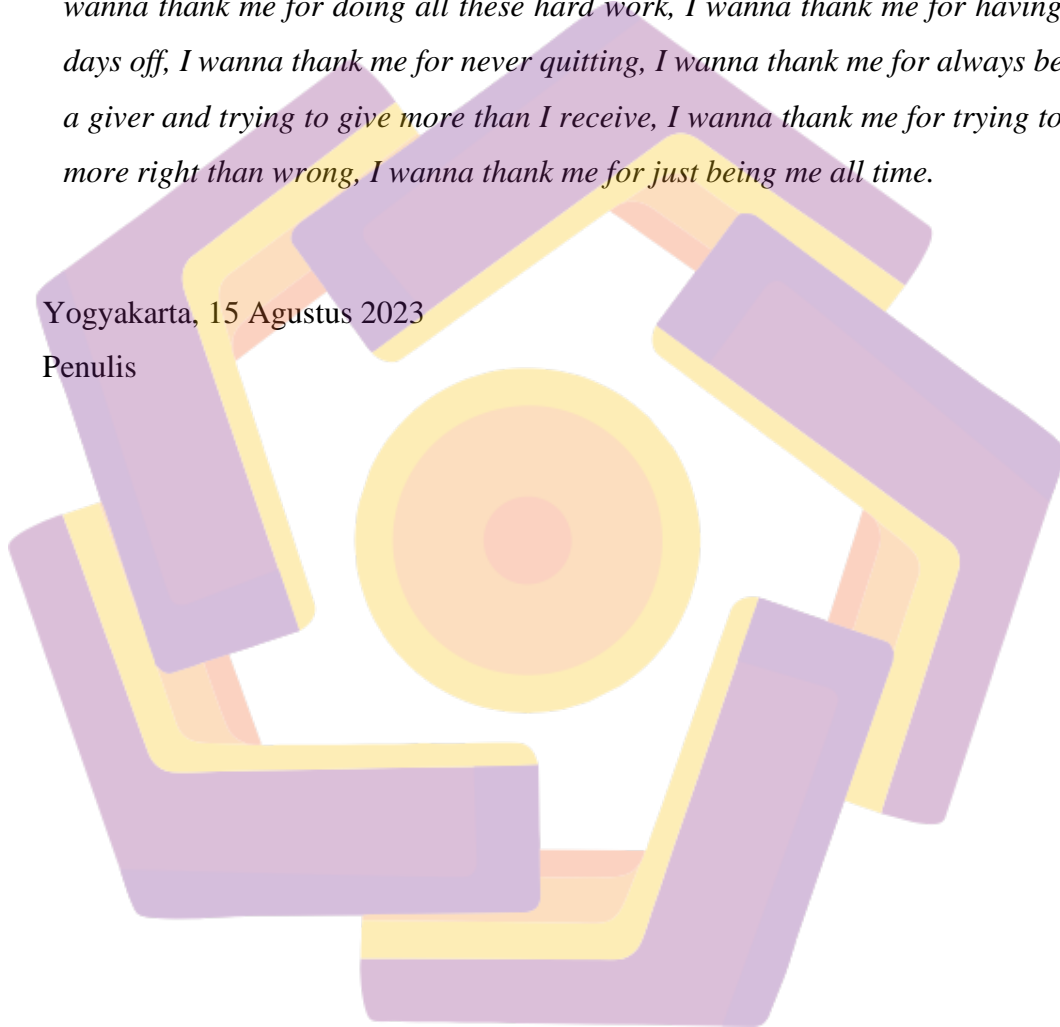 wanna thank me for doing all these hard work, I wanna thank me for having
days off, I wanna thank me for never quitting, I wanna thank me for always be
a giver and trying to give more than I receive, I wanna thank me for trying to
more right than wrong, I wanna thank me for just being me all time.
Yogyakarta, 15 Agustus 2023
Penulis